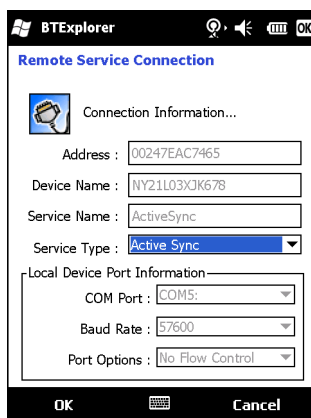 BTExplorer
OK
Remote Service Connection
Connection Information...
Address : 00247EAC7465
Device Name : NY21L03XJK678
Service Name : ActiveSync
Service Type : Active Sync
Local Device Port Information
COM Port : COM5:
Baud Rate : 57600
Port Options : No Flow Control
OK Cancel